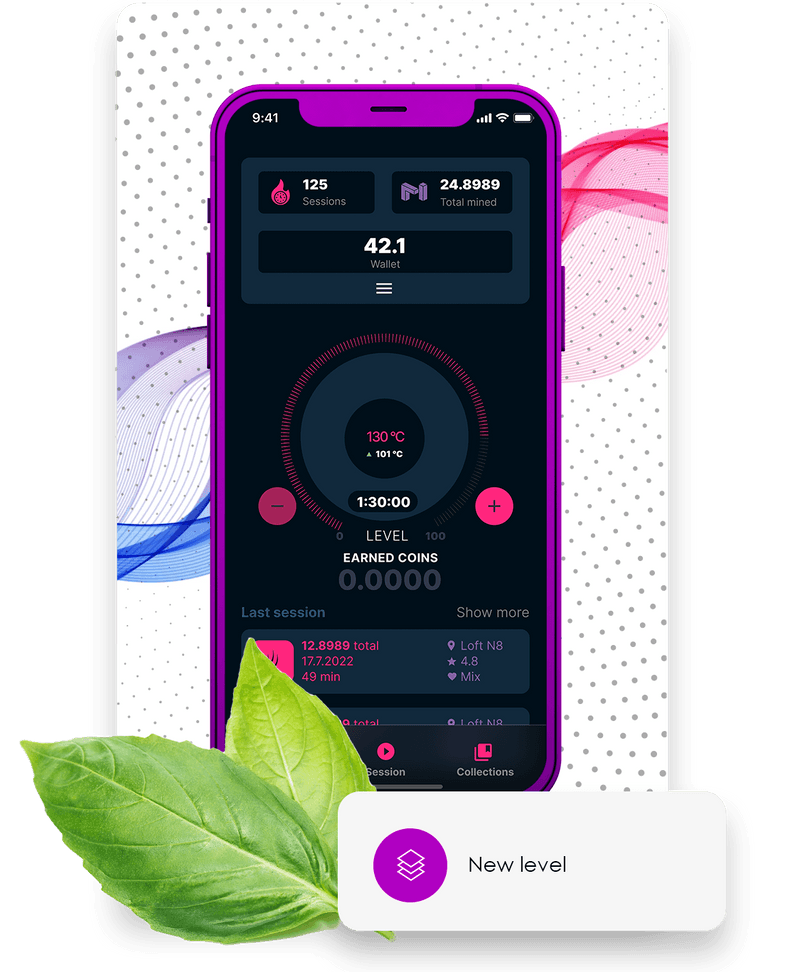 9:41
125
Sessions
24.8989
Total mined
42.1
Wallet
130 °C
▲ 101 °C
1:30:00
− +
0 LEVEL 100
EARNED COINS
0.0000
Last session Show more
12.8989 total
17.7.2022
49 min
Loft N8
4.8
Mix
total
Loft N8
Session
Collections
New level